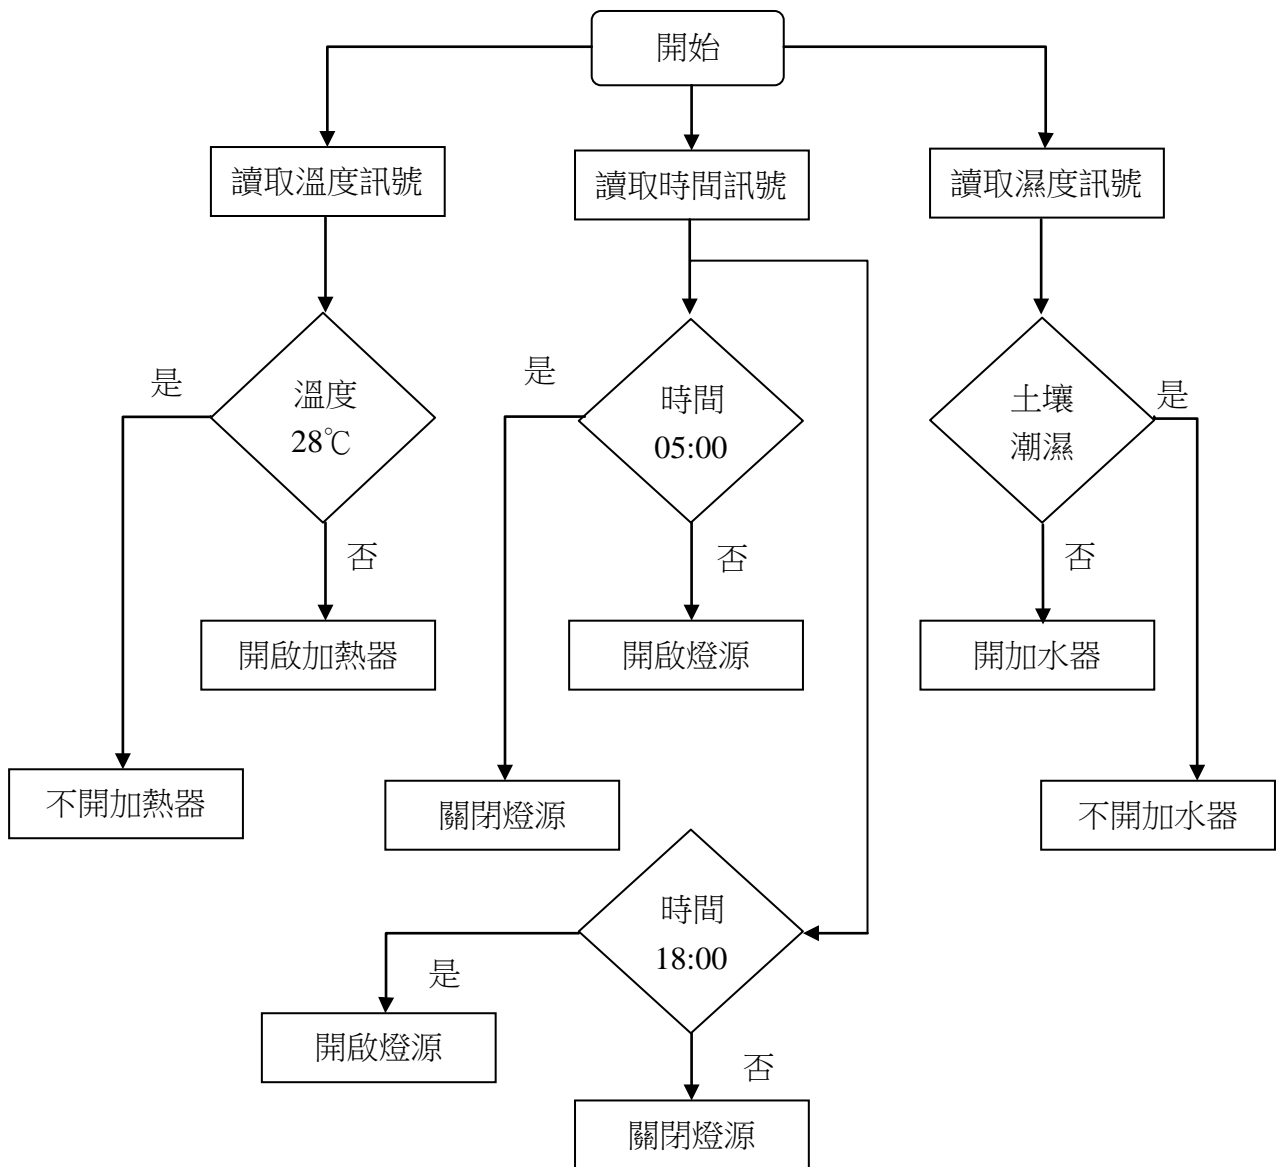 開始
讀取溫度訊號
讀取時間訊號
讀取濕度訊號
是
溫度
28℃
否
開啟加熱器
不開加熱器
是
時間
05:00
否
開啟燈源
關閉燈源
時間
18:00
是
開啟燈源
否
關閉燈源
土壤
潮濕
是
否
開加水器
不開加水器